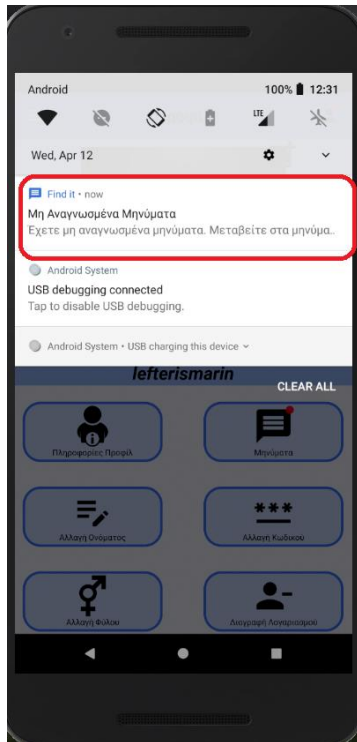 Android 100% 12:31
LTE
Wed, Apr 12
Find it • now
Μη Αναγνωσμένα Μηνύματα
Έχετε μη αναγνωσμένα μηνύματα. Μεταβείτε στα μηνύμα..
Android System
USB debugging connected
Tap to disable USB debugging.
Android System • USB charging this device
lefterismarin
CLEAR ALL
Πληροφορίες Προφίλ
Μηνύματα
Αλλαγή Ονόματος
***
Αλλαγή Κωδικού
Αλλαγή Φύλου
Διαγραφή Λογαριασμού